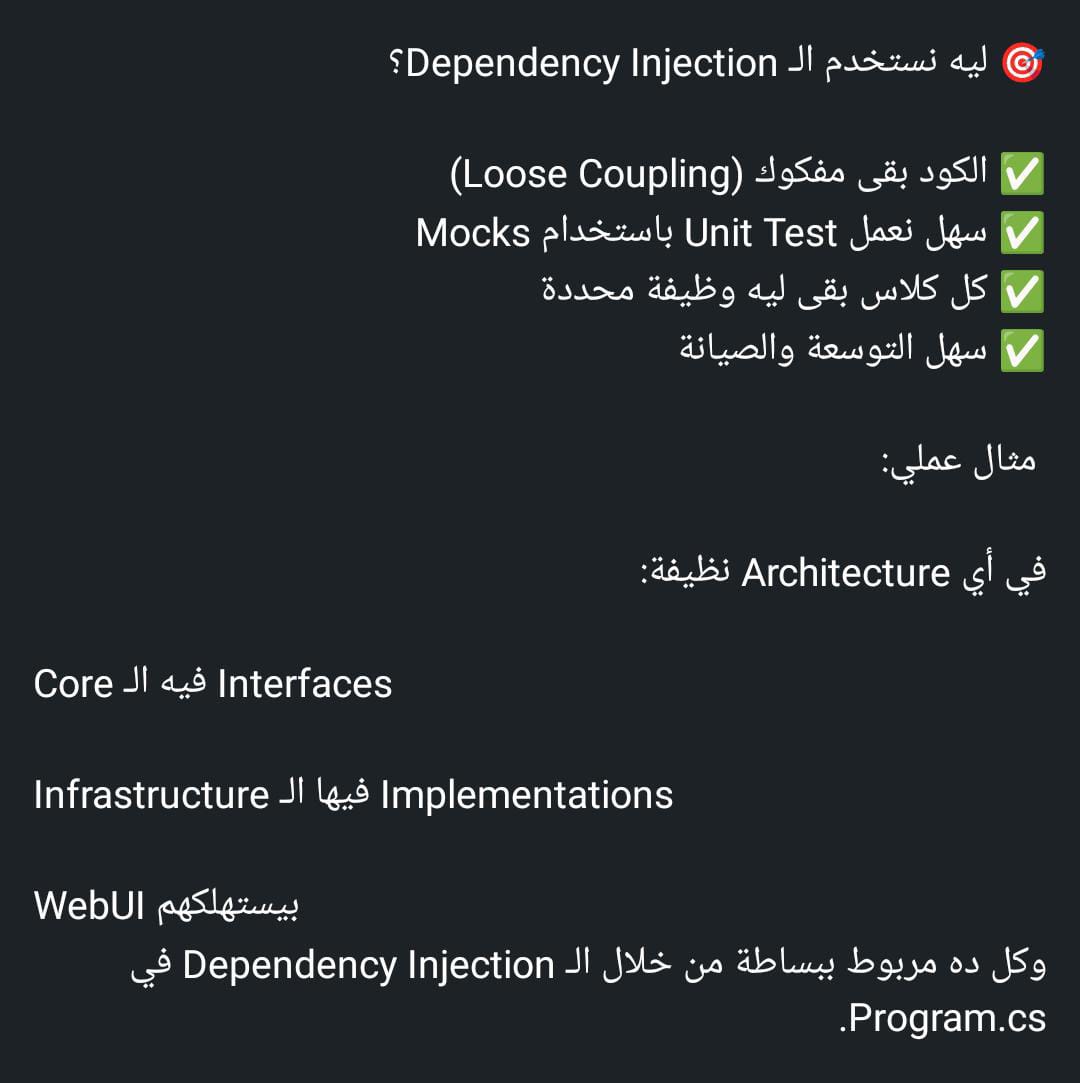 🎯 ليه نستخدم الـ Dependency Injection؟
✅ الكود بقى مفكوك (Loose Coupling)
✅ سهل نعمل Unit Test باستخدام Mocks
✅ كل كلاس بقى ليه وظيفة محددة
✅ سهل التوسعة والصيانة
مثال عملي:
في أي Architecture نظيفة:
Core فيه الـ Interfaces
Infrastructure فيها الـ Implementations
WebUI بيستهلكهم
وكل ده مربوط ببساطة من خلال الـ Dependency Injection في
Program.cs.